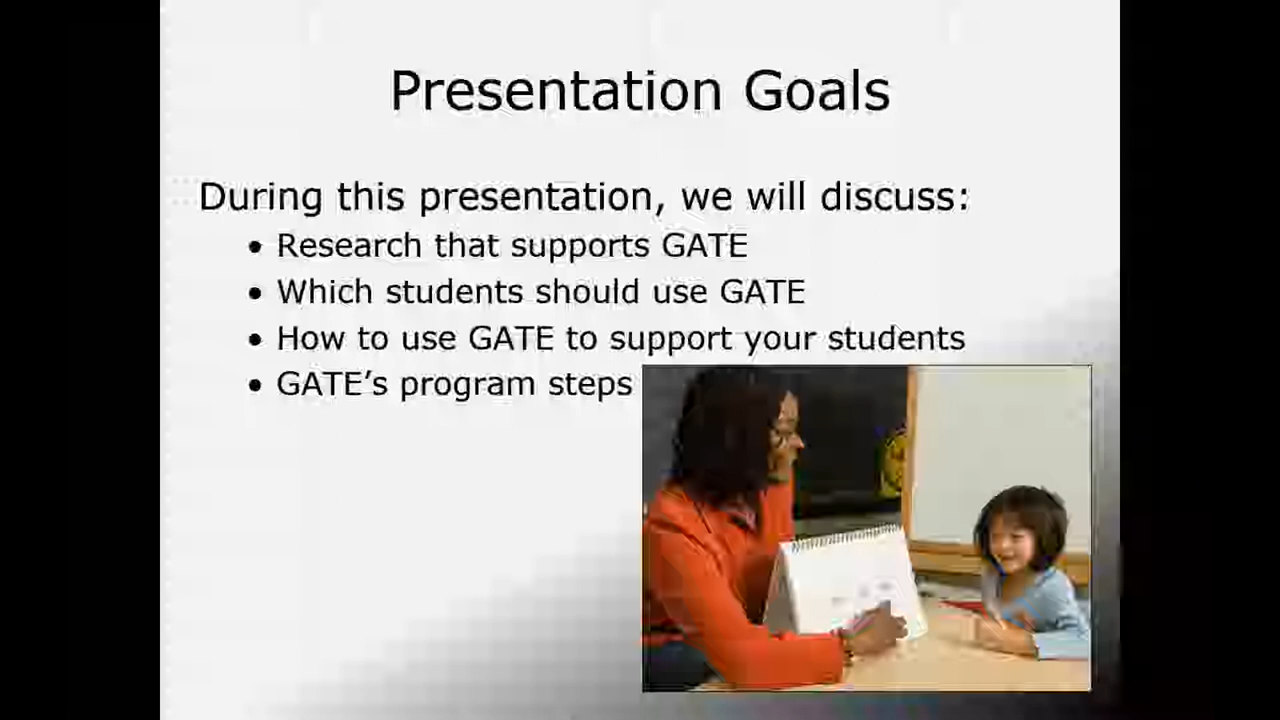 Presentation Goals
During this presentation, we will discuss:
• Research that supports GATE
• Which students should use GATE
• How to use GATE to support your students
• GATE’s program steps